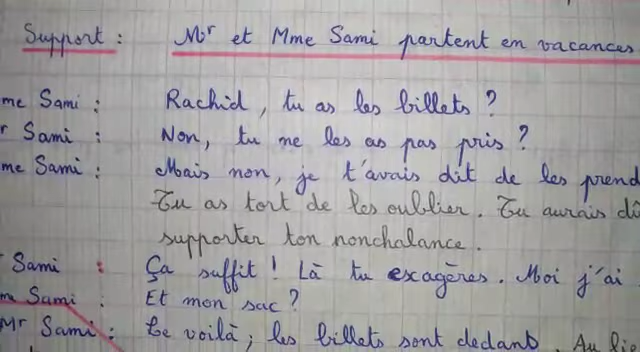 Support : Mr et Mme Sami partent en vacances
me Sami : Rachid, tu as les billets ?
r Sami : Non, tu ne les as pas pris ?
me Sami : Mais non, je t'avais dit de les prend
Tu as tort de les oublier. Tu aurais dû
supporter ton nonchalance.
Sami : Ça suffit ! Là tu exagères. Moi j'ai
me Sami : Et mon sac ?
Mr Sami : Le voilà ; les billets sont dedant. Au lie